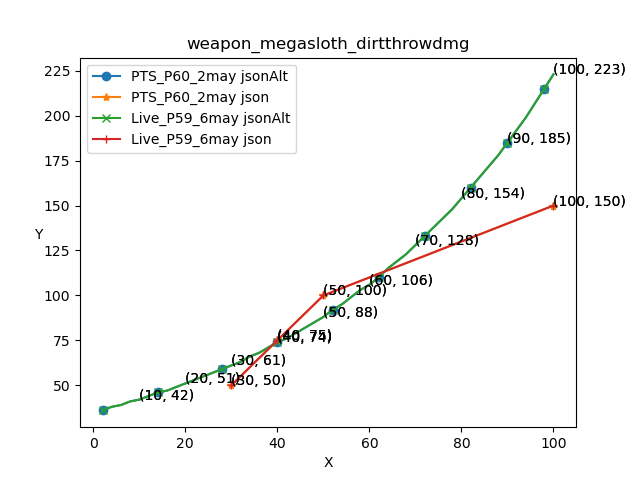 weapon_megasloth_dirtthrowdmg
PTS_P60_2may jsonAlt
PTS_P60_2may json
Live_P59_6may jsonAlt
Live_P59_6may json
(100, 223)
(90, 185)
(80, 154)
(100, 150)
(70, 128)
(60, 106)
(50, 100)
(50, 88)
(40, 75)
(40, 74)
(30, 61)
(20, 51)
(30, 50)
(10, 42)
225
200
175
150
125
100
75
50
Y
0 20 40 60 80 100
X